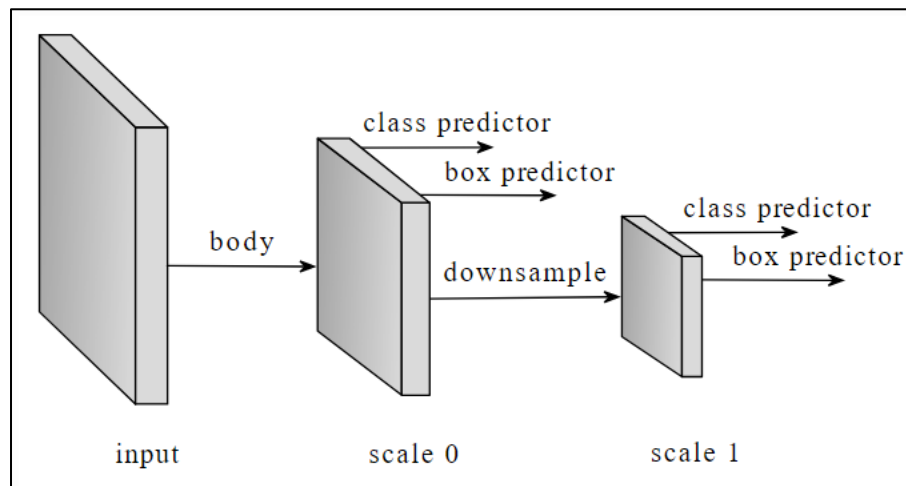 class predictor
box predictor
class predictor
body
downsample
box predictor
input
scale 0
scale 1